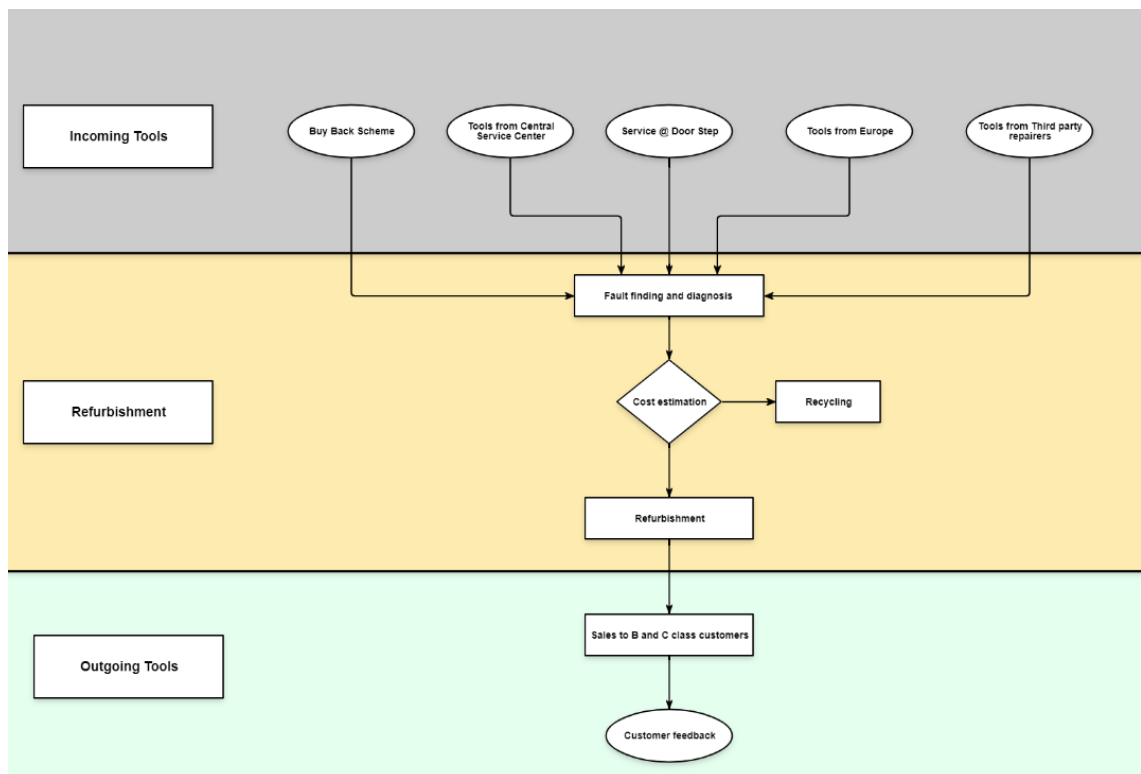 Incoming Tools
Buy Back Scheme
Tools from Central
Service Center
Service @ Door Step
Tools from Europe
Tools from Third party
repairers
Fault finding and diagnosis
Refurbishment
Cost estimation
Recycling
Refurbishment
Outgoing Tools
Sales to B and C class customers
Customer feedback